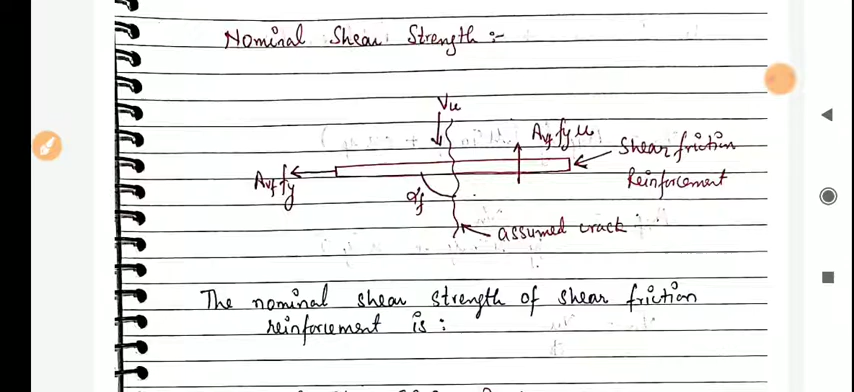 Nominal Shear Strength :-
Vu
Avf fy μ
Shear friction
Reinforcement
Avf fy
αf
assumed crack
The nominal shear strength of shear friction
reinforcement is :